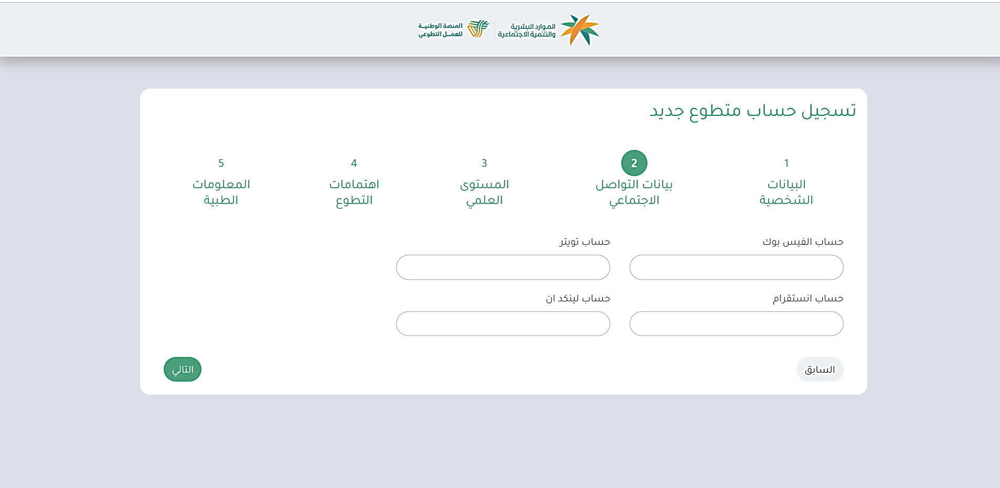 الموارد البشرية
والتنمية الاجتماعية
المنصة الوطنيـة
للعمـل التطوعي
تسجيل حساب متطوع جديد
1
البيانات
الشخصية
2
بيانات التواصل
الاجتماعي
3
المستوى
العلمي
4
اهتمامات
التطوع
5
المعلومات
الطبية
حساب الفيس بوك
حساب تويتر
حساب انستقرام
حساب لينكد ان
السابق
التالي